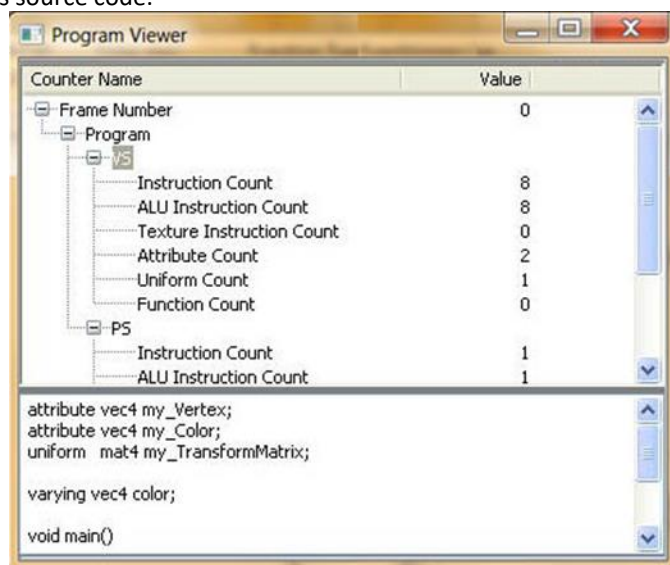 s source code.
Program Viewer
Counter Name Value
Frame Number 0
Program
VS
Instruction Count 8
ALU Instruction Count 8
Texture Instruction Count 0
Attribute Count 2
Uniform Count 1
Function Count 0
PS
Instruction Count 1
ALU Instruction Count 1
attribute vec4 my_Vertex;
attribute vec4 my_Color;
uniform mat4 my_TransformMatrix;
varying vec4 color;
void main()